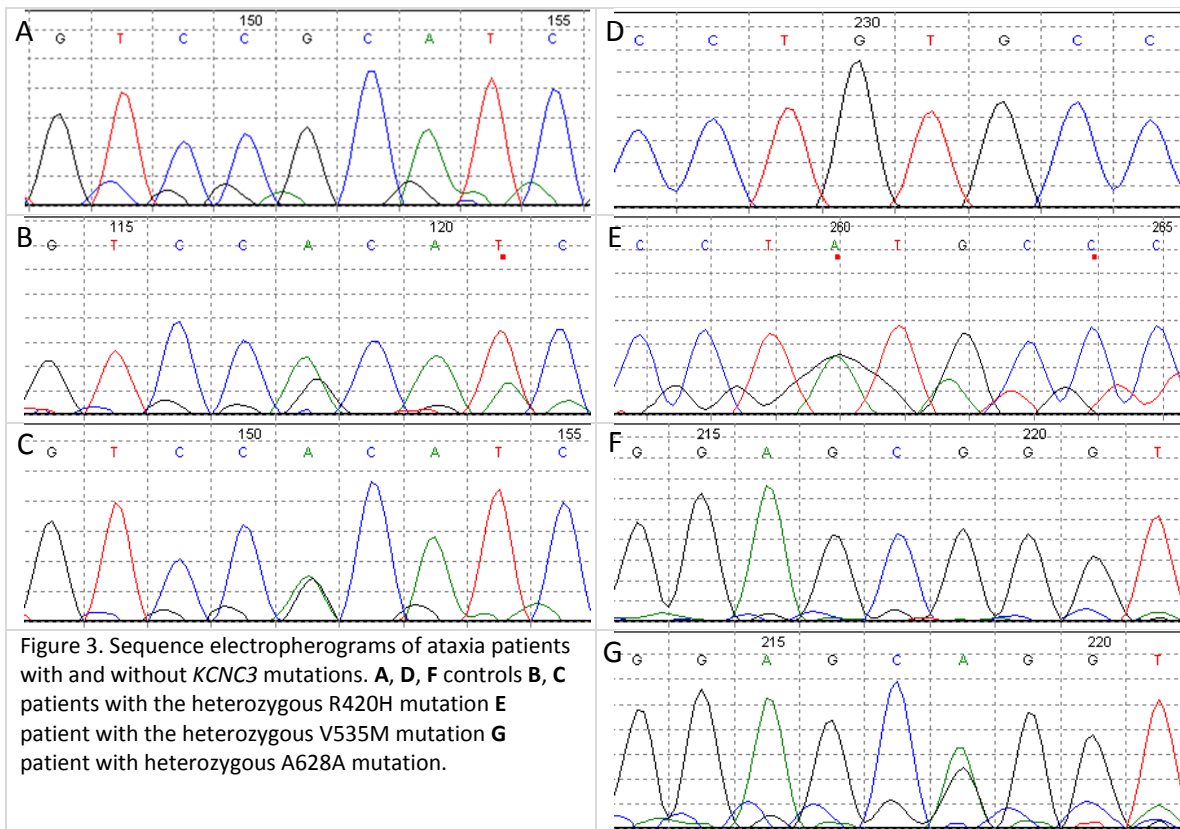 A
150 155
G T C C G C A T C
B
115 120
G T C C A C A T C
C
150 155
G T C C A C A T C
Figure 3. Sequence electropherograms of ataxia patients
with and without KCNC3 mutations. A, D, F controls B, C
patients with the heterozygous R420H mutation E
patient with the heterozygous V535M mutation G
patient with heterozygous A628A mutation.
D
230
C C T G T G C C
E
260 265
C C T A T G C C C
F
215 220
G G A G C G G G T
G
215 220
G G A G C A G G T